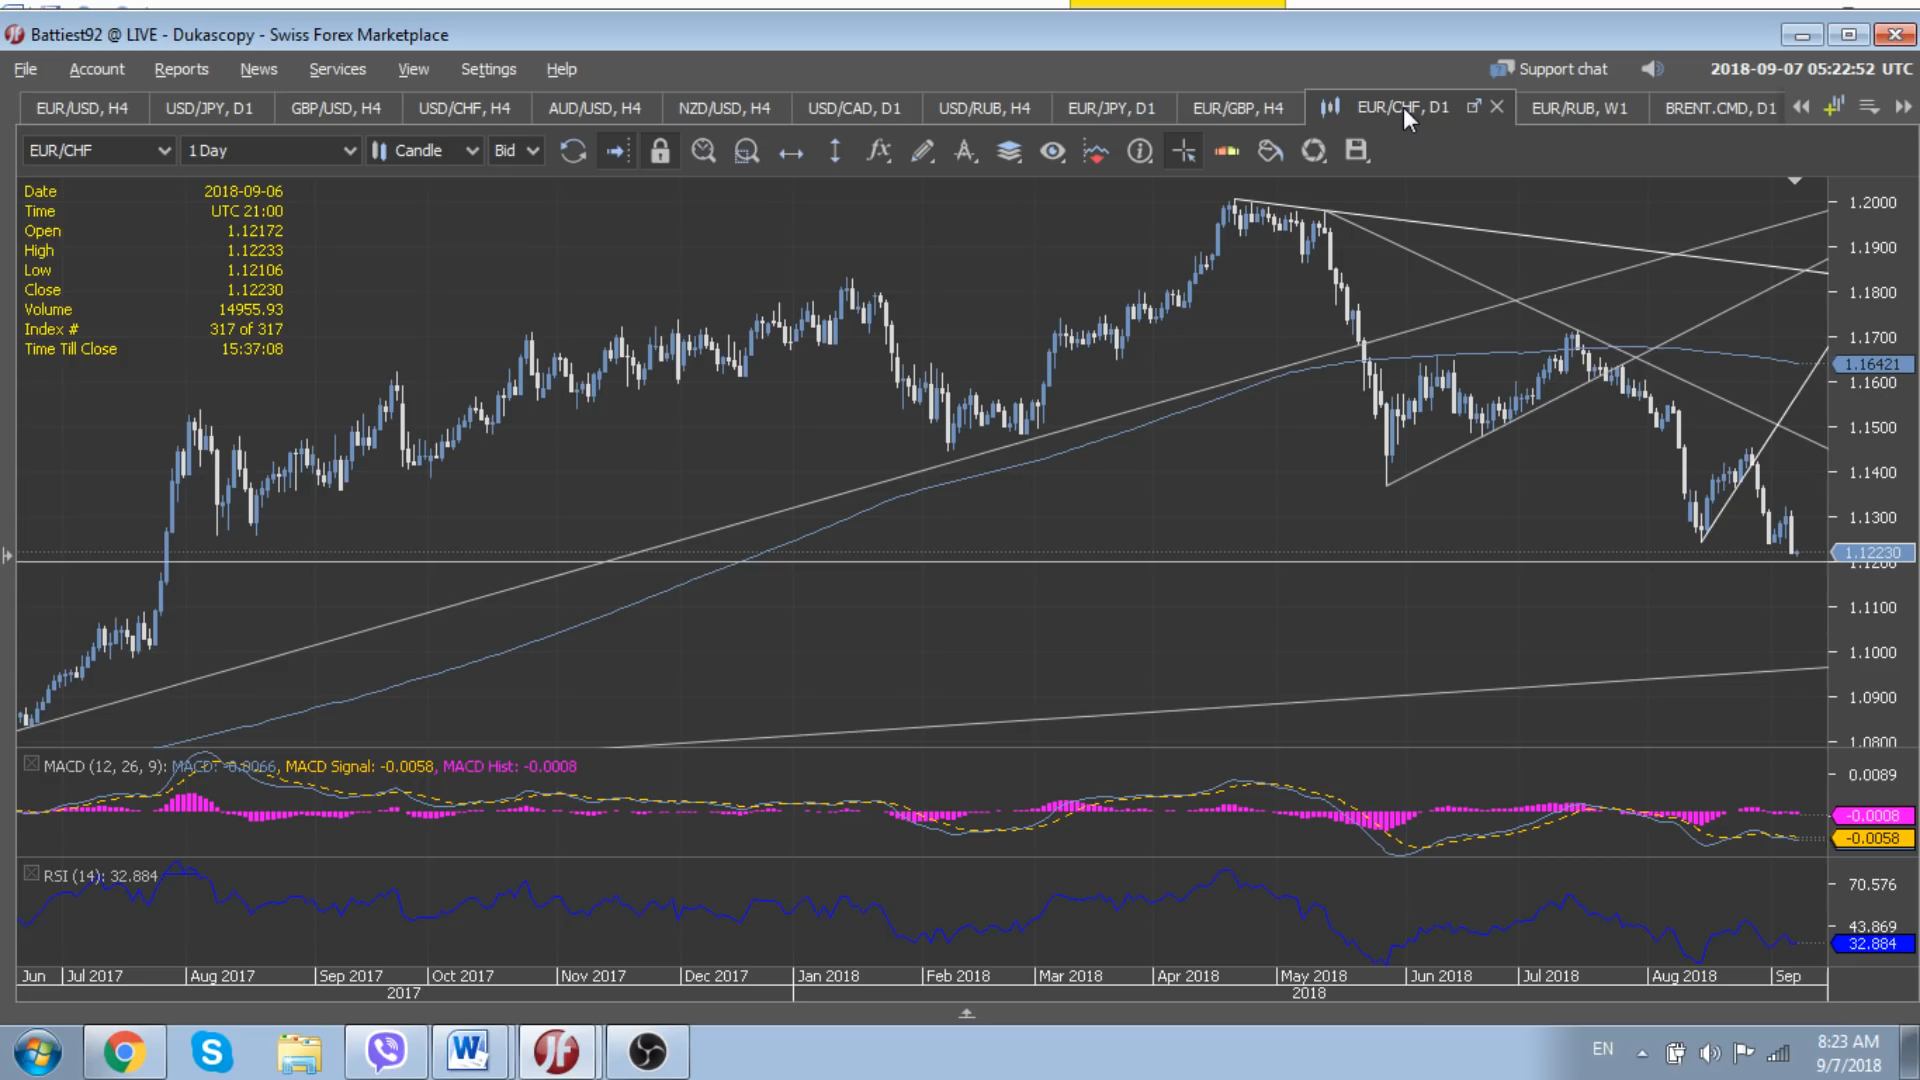 Battiest92 @ LIVE - Dukascopy - Swiss Forex Marketplace
File Account Reports News Services View Settings Help Support chat 2018-09-07 05:22:52 UTC
EUR/USD, H4 USD/JPY, D1 GBP/USD, H4 USD/CHF, H4 AUD/USD, H4 NZD/USD, H4 USD/CAD, D1 USD/RUB, H4 EUR/JPY, D1 EUR/GBP, H4 EUR/CHF, D1 EUR/RUB, W1 BRENT.CMD, D1
EUR/CHF 1 Day Candle Bid
Date 2018-09-06
Time UTC 21:00
Open 1.12172
High 1.12233
Low 1.12106
Close 1.12230
Volume 14955.93
Index # 317 of 317
Time Till Close 15:37:08
1.2000
1.1900
1.1800
1.1700
1.16421
1.1600
1.1500
1.1400
1.1300
1.12230
1.1200
1.1100
1.1000
1.0900
1.0800
MACD (12, 26, 9): MACD: -0.0066, MACD Signal: -0.0058, MACD Hist: -0.0008
0.0089
-0.0008
-0.0058
RSI (14): 32.884
70.576
43.869
32.884
Jun Jul 2017 Aug 2017 Sep 2017 Oct 2017 Nov 2017 Dec 2017 Jan 2018 Feb 2018 Mar 2018 Apr 2018 May 2018 Jun 2018 Jul 2018 Aug 2018 Sep
2017 2018
EN 8:23 AM
9/7/2018